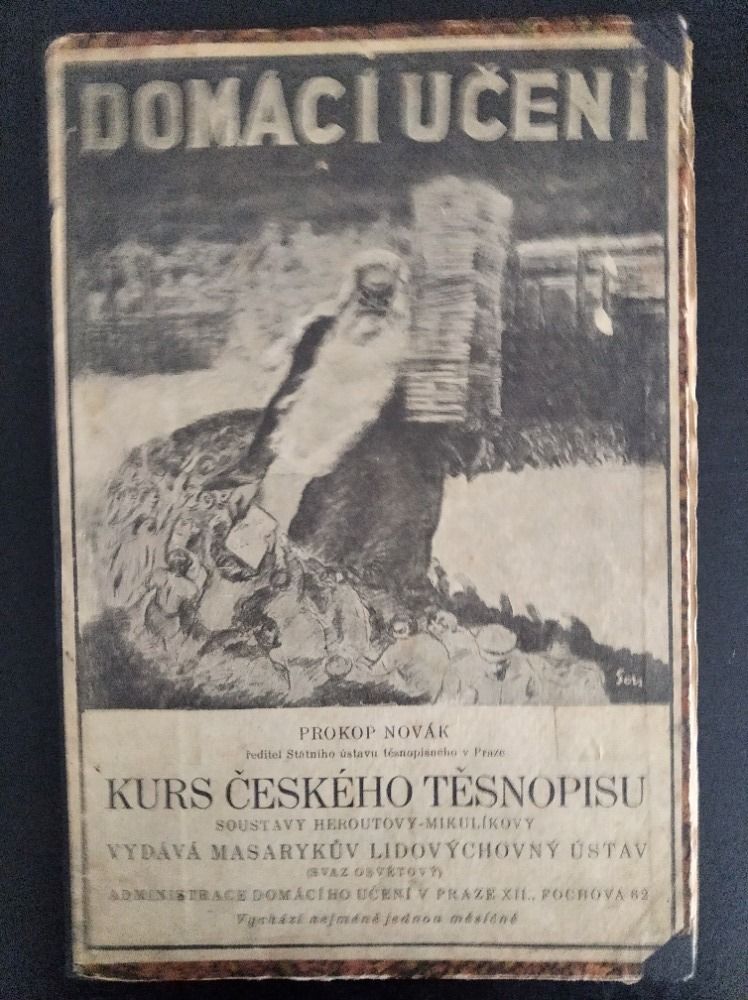 DOMÁCÍ UČENÍ
PROKOP NOVÁK
ředitel Státního ústavu těsnopisného v Praze
KURS ČESKÉHO TĚSNOPISU
SOUSTAVY HEROUTOVY-MIKULÍKOVY
VYDÁVÁ MASARYKŮV LIDOVÝCHOVNÝ ÚSTAV
(SVAZ OSVĚTOVÝ)
ADMINISTRACE DOMÁCÍHO UČENÍ V PRAZE XII., FOCHOVA 62
Vychází nejméně jednou měsíčně